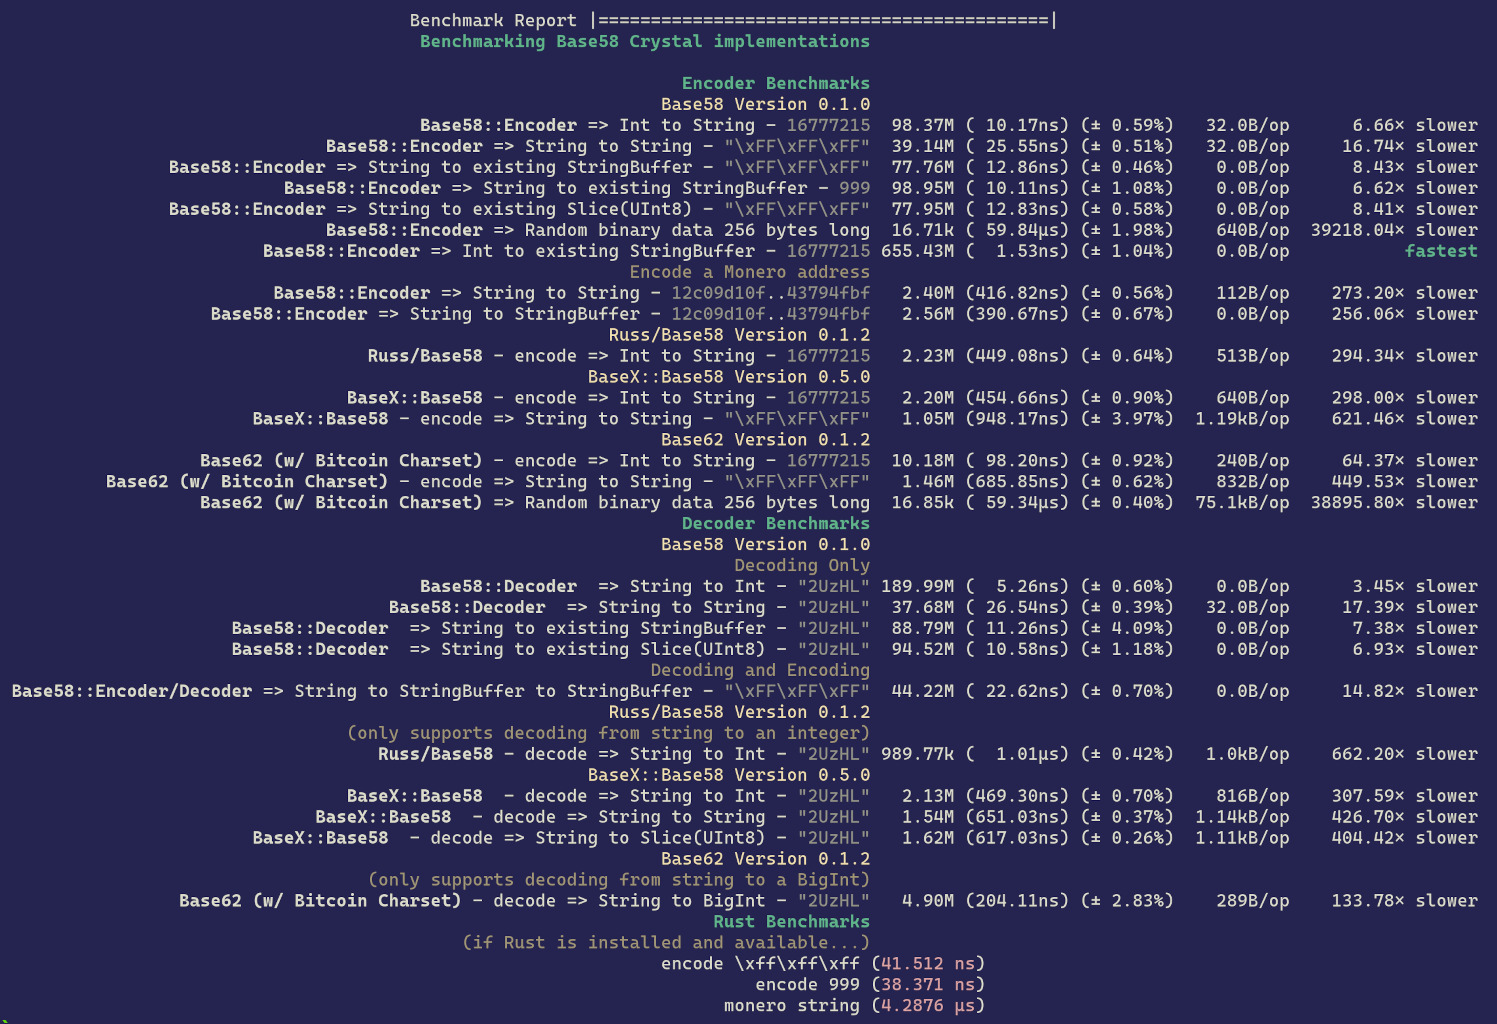 Benchmark Report |===========================================|
Benchmarking Base58 Crystal implementations
Encoder Benchmarks
Base58 Version 0.1.0
Base58::Encoder => Int to String - 16777215 98.37M ( 10.17ns) (± 0.59%) 32.0B/op 6.66× slower
Base58::Encoder => String to String - "\xFF\xFF\xFF" 39.14M ( 25.55ns) (± 0.51%) 32.0B/op 16.74× slower
Base58::Encoder => String to existing StringBuffer - "\xFF\xFF\xFF" 77.76M ( 12.86ns) (± 0.46%) 0.0B/op 8.43× slower
Base58::Encoder => String to existing StringBuffer - 999 98.95M ( 10.11ns) (± 1.08%) 0.0B/op 6.62× slower
Base58::Encoder => String to existing Slice(UInt8) - "\xFF\xFF\xFF" 77.95M ( 12.83ns) (± 0.58%) 0.0B/op 8.41× slower
Base58::Encoder => Random binary data 256 bytes long 16.71k ( 59.84µs) (± 1.98%) 640B/op 39218.04× slower
Base58::Encoder => Int to existing StringBuffer - 16777215 655.43M ( 1.53ns) (± 1.04%) 0.0B/op fastest
Encode a Monero address
Base58::Encoder => String to String - 12c09d10f..43794fbf 2.40M (416.82ns) (± 0.56%) 112B/op 273.20× slower
Base58::Encoder => String to StringBuffer - 12c09d10f..43794fbf 2.56M (390.67ns) (± 0.67%) 0.0B/op 256.06× slower
Russ/Base58 Version 0.1.2
Russ/Base58 - encode => Int to String - 16777215 2.23M (449.08ns) (± 0.64%) 513B/op 294.34× slower
BaseX::Base58 Version 0.5.0
BaseX::Base58 - encode => Int to String - 16777215 2.20M (454.66ns) (± 0.90%) 640B/op 298.00× slower
BaseX::Base58 - encode => String to String - "\xFF\xFF\xFF" 1.05M (948.17ns) (± 3.97%) 1.19kB/op 621.46× slower
Base62 Version 0.1.2
Base62 (w/ Bitcoin Charset) - encode => Int to String - 16777215 10.18M ( 98.20ns) (± 0.92%) 240B/op 64.37× slower
Base62 (w/ Bitcoin Charset) - encode => String to String - "\xFF\xFF\xFF" 1.46M (685.85ns) (± 0.62%) 832B/op 449.53× slower
Base62 (w/ Bitcoin Charset) => Random binary data 256 bytes long 16.85k ( 59.34µs) (± 0.40%) 75.1kB/op 38895.80× slower
Decoder Benchmarks
Base58 Version 0.1.0
Decoding Only
Base58::Decoder => String to Int - "2UzHL" 189.99M ( 5.26ns) (± 0.60%) 0.0B/op 3.45× slower
Base58::Decoder => String to String - "2UzHL" 37.68M ( 26.54ns) (± 0.39%) 32.0B/op 17.39× slower
Base58::Decoder => String to existing StringBuffer - "2UzHL" 88.79M ( 11.26ns) (± 4.09%) 0.0B/op 7.38× slower
Base58::Decoder => String to existing Slice(UInt8) - "2UzHL" 94.52M ( 10.58ns) (± 1.18%) 0.0B/op 6.93× slower
Decoding and Encoding
Base58::Encoder/Decoder => String to StringBuffer to StringBuffer - "\xFF\xFF\xFF" 44.22M ( 22.62ns) (± 0.70%) 0.0B/op 14.82× slower
Russ/Base58 Version 0.1.2
(only supports decoding from string to an integer)
Russ/Base58 - decode => String to Int - "2UzHL" 989.77k ( 1.01µs) (± 0.42%) 1.0kB/op 662.20× slower
BaseX::Base58 Version 0.5.0
BaseX::Base58 - decode => String to Int - "2UzHL" 2.13M (469.30ns) (± 0.70%) 816B/op 307.59× slower
BaseX::Base58 - decode => String to String - "2UzHL" 1.54M (651.03ns) (± 0.37%) 1.14kB/op 426.70× slower
BaseX::Base58 - decode => String to Slice(UInt8) - "2UzHL" 1.62M (617.03ns) (± 0.26%) 1.11kB/op 404.42× slower
Base62 Version 0.1.2
(only supports decoding from string to a BigInt)
Base62 (w/ Bitcoin Charset) - decode => String to BigInt - "2UzHL" 4.90M (204.11ns) (± 2.83%) 289B/op 133.78× slower
Rust Benchmarks
(if Rust is installed and available...)
encode \xff\xff\xff (41.512 ns)
encode 999 (38.371 ns)
monero string (4.2876 µs)